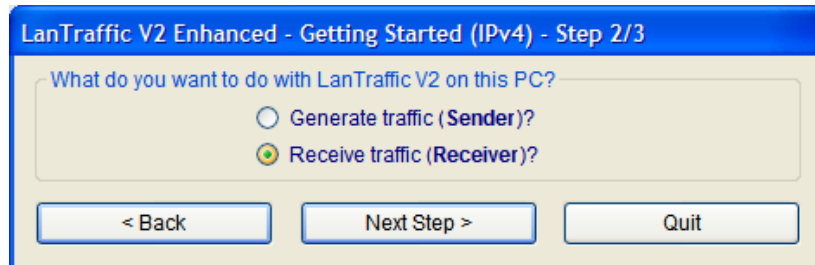 LanTraffic V2 Enhanced - Getting Started (IPv4) - Step 2/3
What do you want to do with LanTraffic V2 on this PC?
Generate traffic (Sender)?
Receive traffic (Receiver)?
< Back
Next Step >
Quit